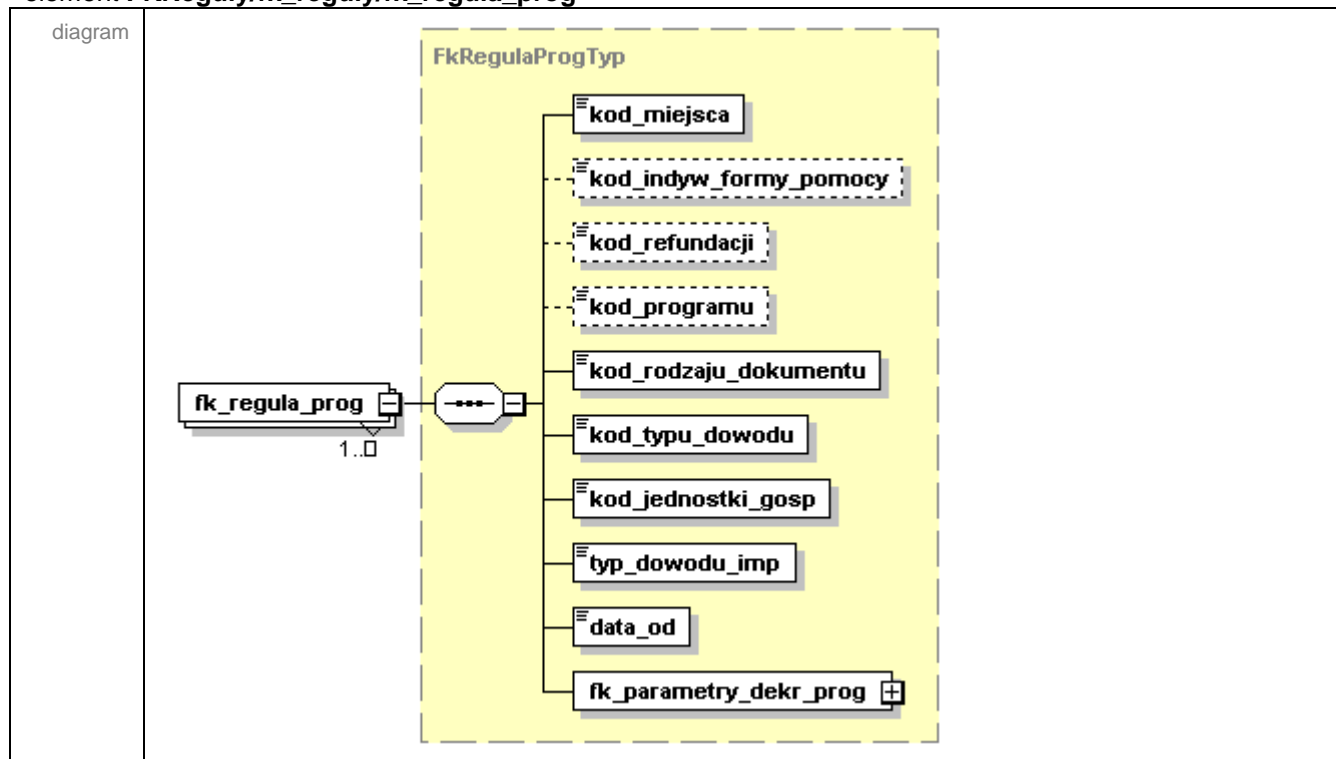 diagram
FkRegulaProgTyp
kod_miejsca
kod_indyw_formy_pomocy
kod_refundacji
kod_programu
kod_rodzaju_dokumentu
fk_regula_prog
1..
kod_typu_dowodu
kod_jednostki_gosp
typ_dowodu_imp
data_od
fk_parametry_dekr_prog